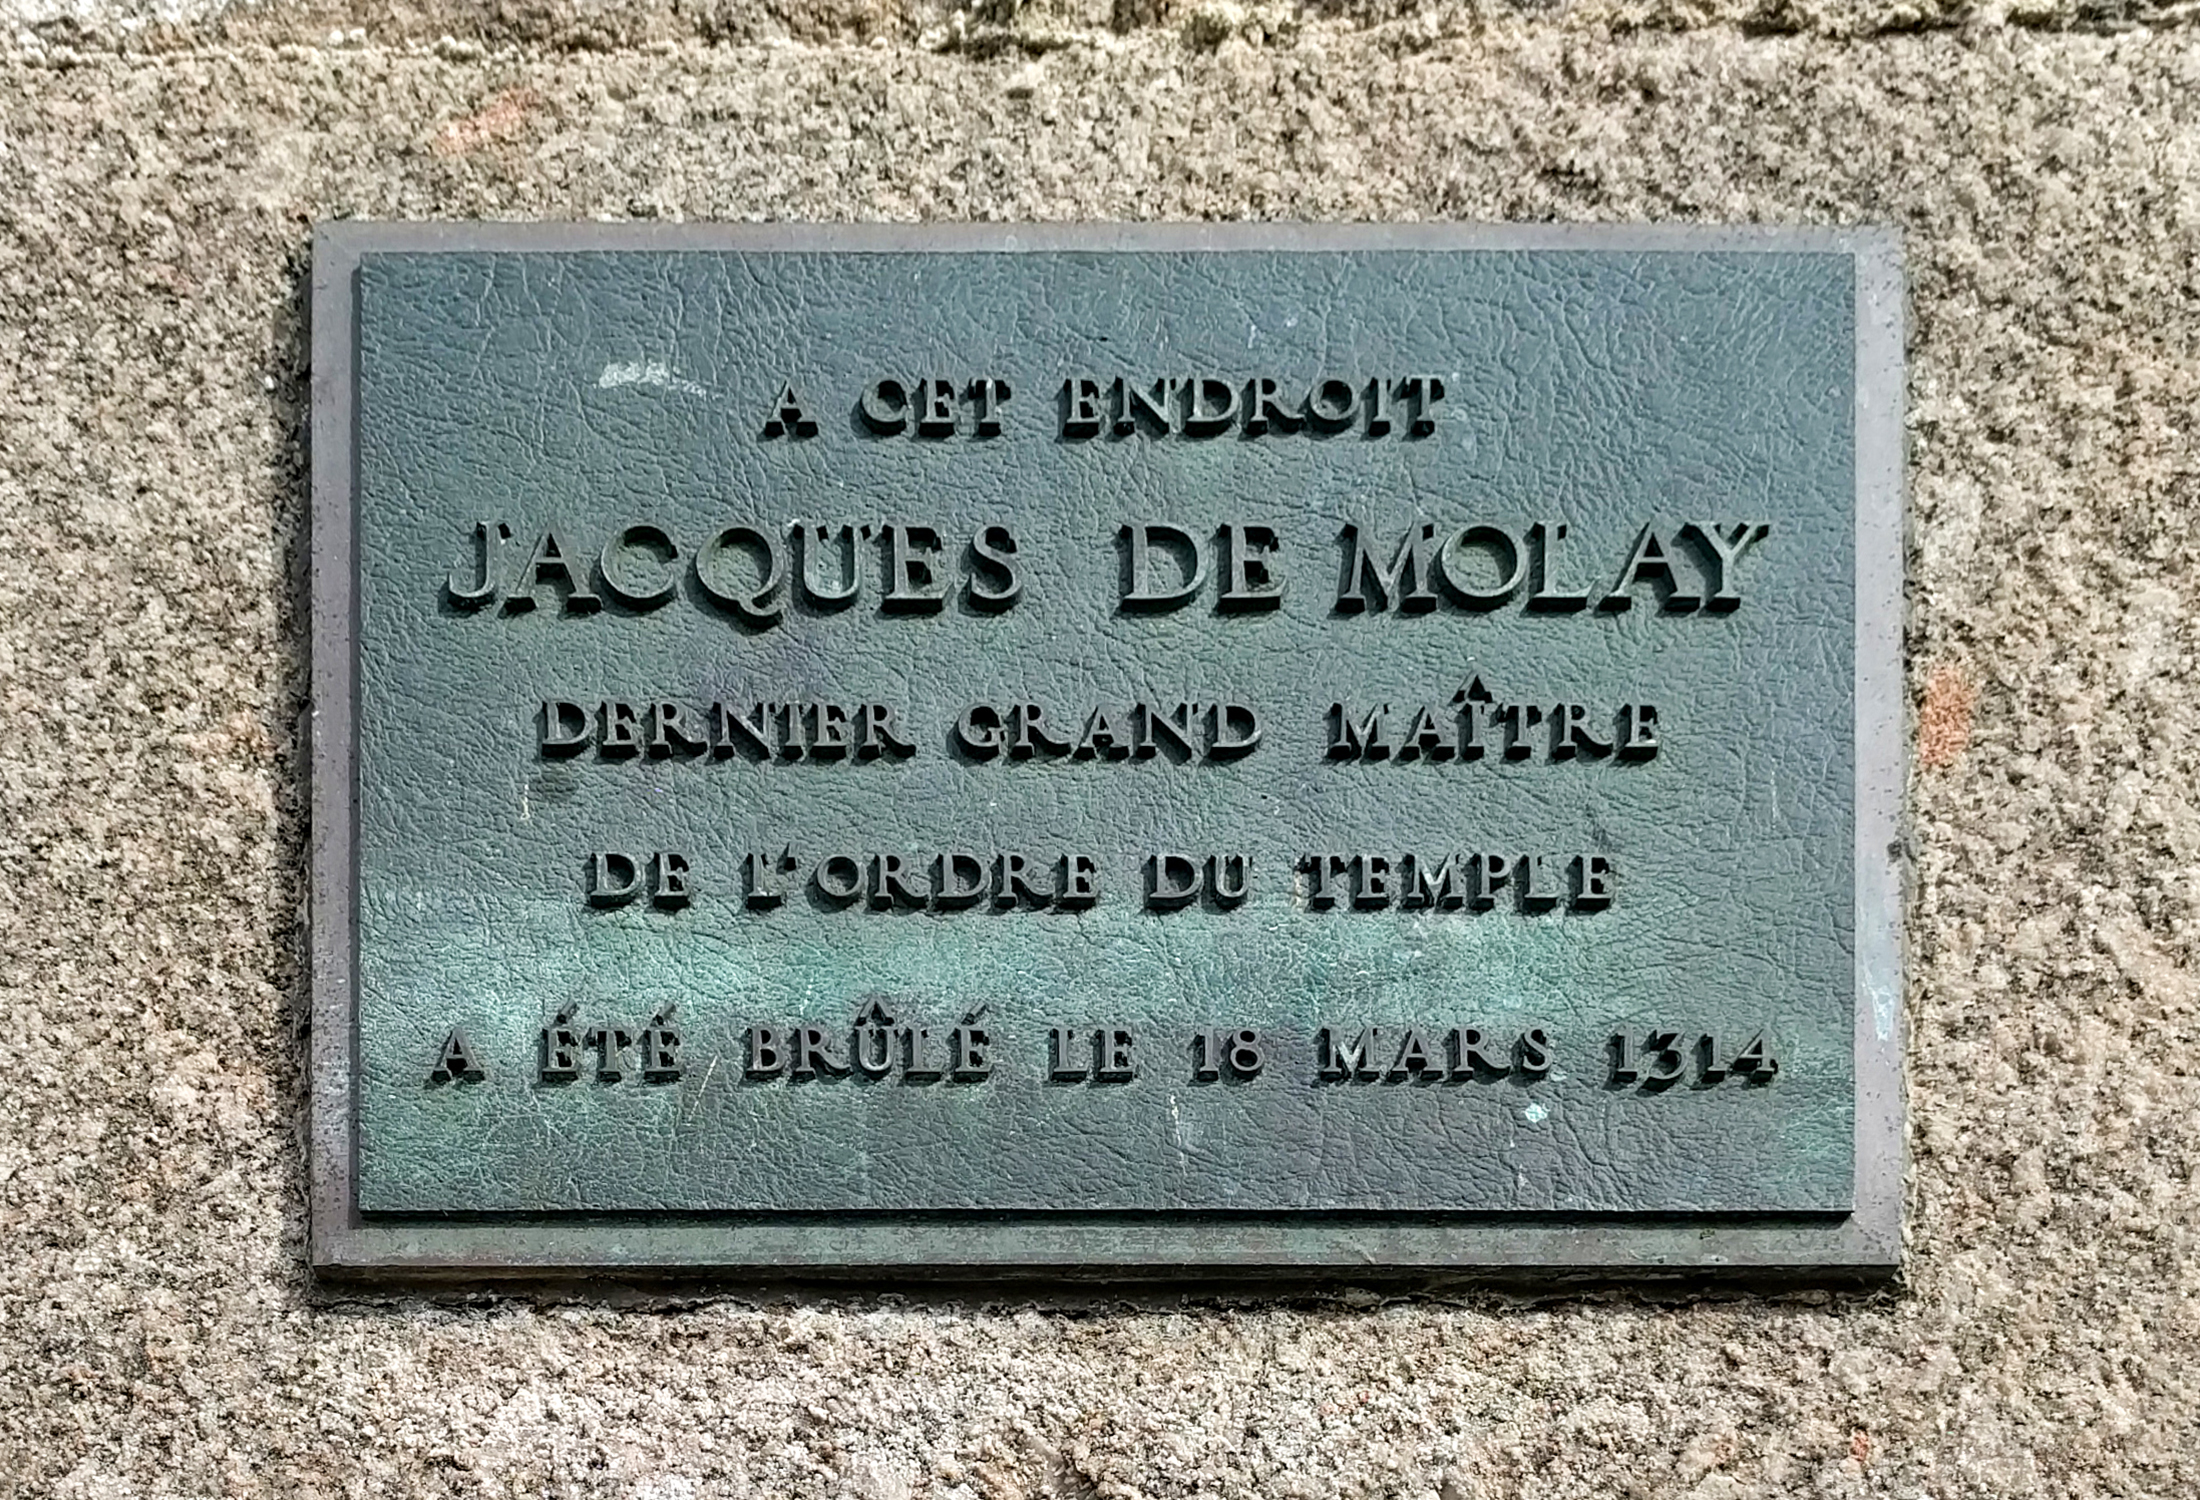 A CET ENDROIT
JACQUES DE MOLAY
DERNIER GRAND MAÎTRE
DE L'ORDRE DU TEMPLE
A ÉTÉ BRÛLÉ LE 18 MARS 1314